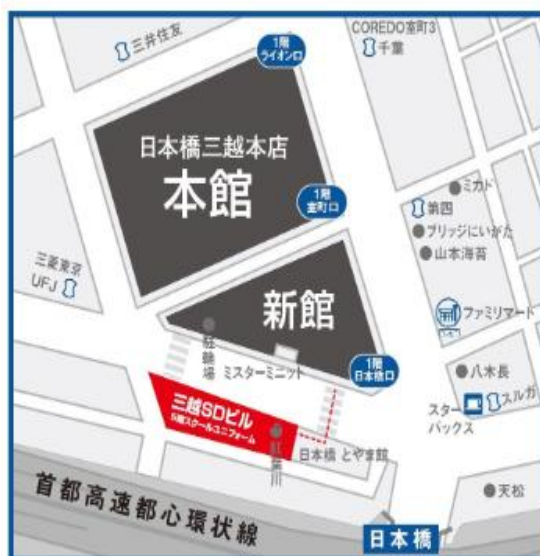 COREDO室町3
千葉
三井住友
1階
ライオン口
日本橋三越本店
本館
1階
室町口
ミカド
第四
ブリッジにいがた
山本海苔
三菱東京
UFJ
新館
ファミリマート
駐輪場
ミスターミニット
1階
日本橋口
八木長
スター
バックス
スルガ
三越SDビル
5階スクールユニフォーム
紅葉川
日本橋 とやま館
首都高速都心環状線
天松
日本橋